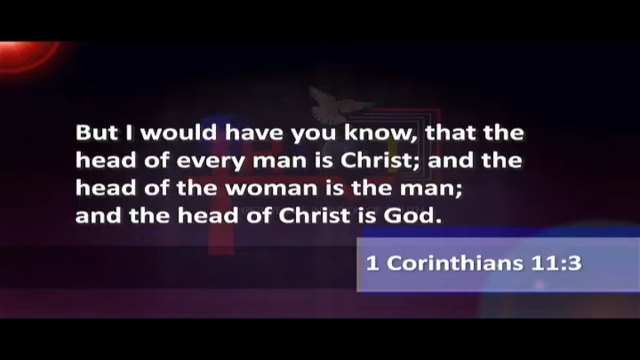 But I would have you know, that the
head of every man is Christ; and the
head of the woman is the man;
and the head of Christ is God.
1 Corinthians 11:3